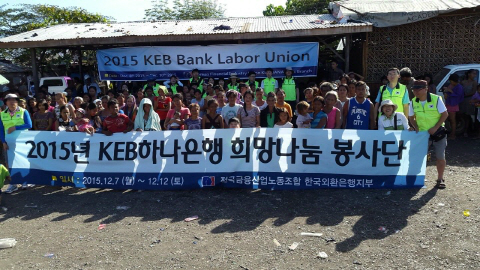 2015 KEB Bank Labor Union
2015년 KEB하나은행 희망나눔 봉사단
일시 : 2015.12.7 (월) ~ 12.12 (토)
전국금융산업노동조합 한국외환은행지부